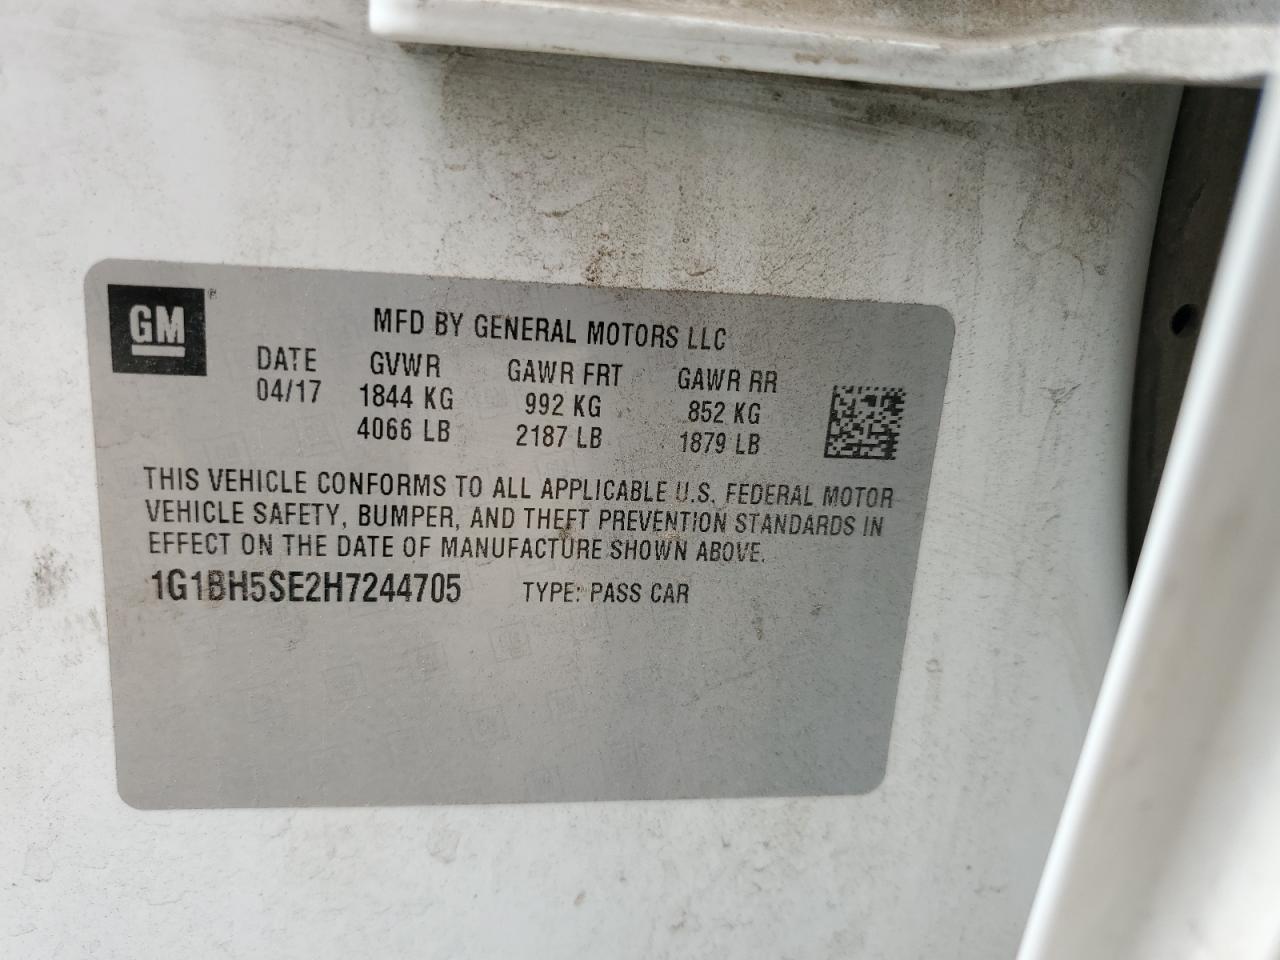 GM®
MFD BY GENERAL MOTORS LLC
DATE GVWR GAWR FRT GAWR RR
04/17 1844 KG 992 KG 852 KG
4066 LB 2187 LB 1879 LB
THIS VEHICLE CONFORMS TO ALL APPLICABLE U.S. FEDERAL MOTOR
VEHICLE SAFETY, BUMPER, AND THEFT PREVENTION STANDARDS IN
EFFECT ON THE DATE OF MANUFACTURE SHOWN ABOVE.
1G1BH5SE2H7244705 TYPE: PASS CAR